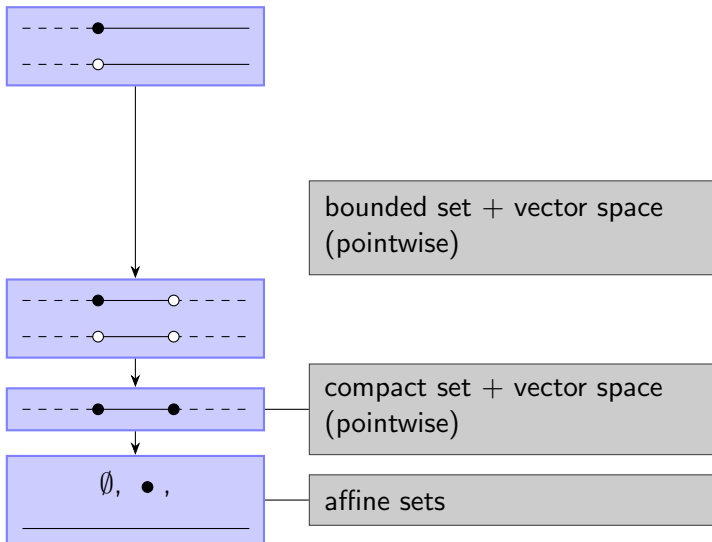 bounded set + vector space
(pointwise)
compact set + vector space
(pointwise)
∅, • ,
affine sets